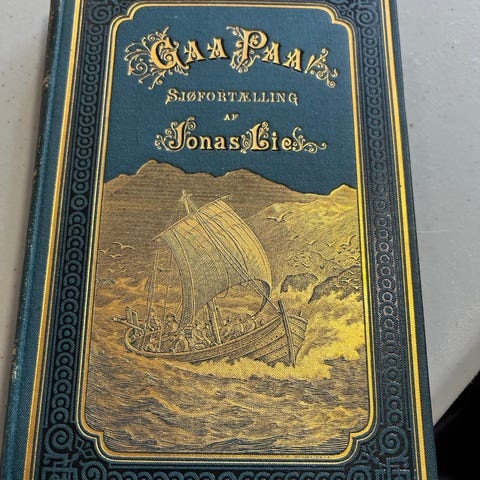 GAA PAA!
SJØFORTÆLLING
AF
JONAS LIE